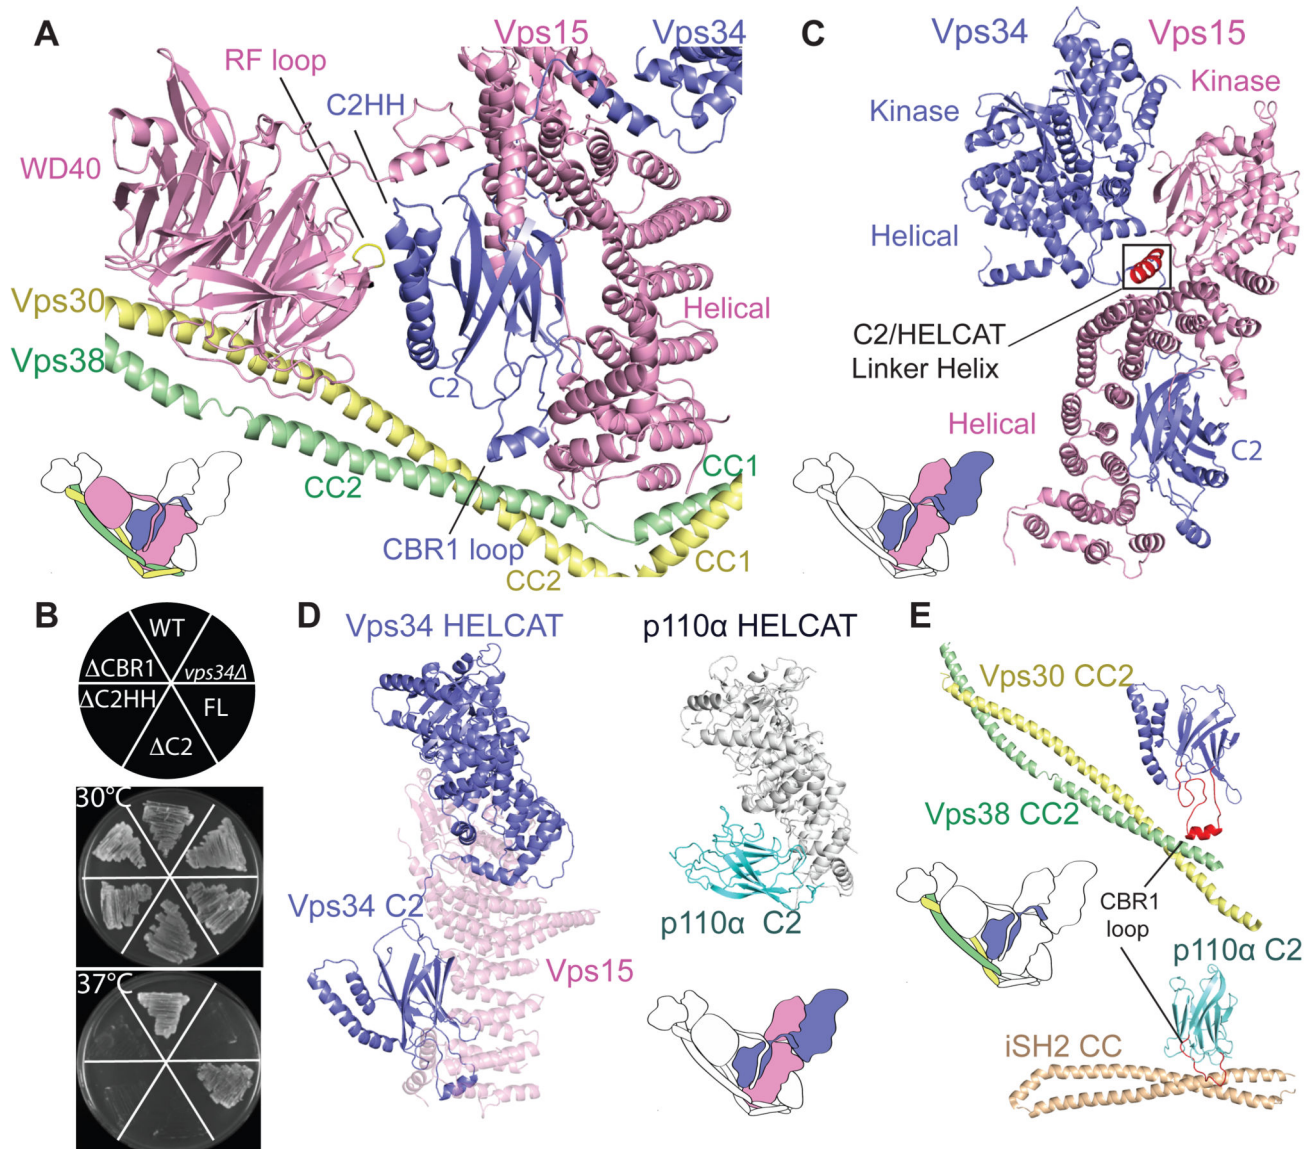 A
Vps15
Vps34
RF loop
C2HH
WD40
Vps30
Vps38
Helical
C2
CC2
CBR1 loop
CC2
CC1
CC1
C
Vps34
Vps15
Kinase
Kinase
Helical
C2/HELCAT
Linker Helix
Helical
C2
B
WT
ΔCBR1
vps34Δ
ΔC2HH
FL
ΔC2
30°C
37°C
D
Vps34 HELCAT
p110α HELCAT
Vps34 C2
p110α C2
Vps15
E
Vps30 CC2
Vps38 CC2
CBR1
loop
p110α C2
iSH2 CC